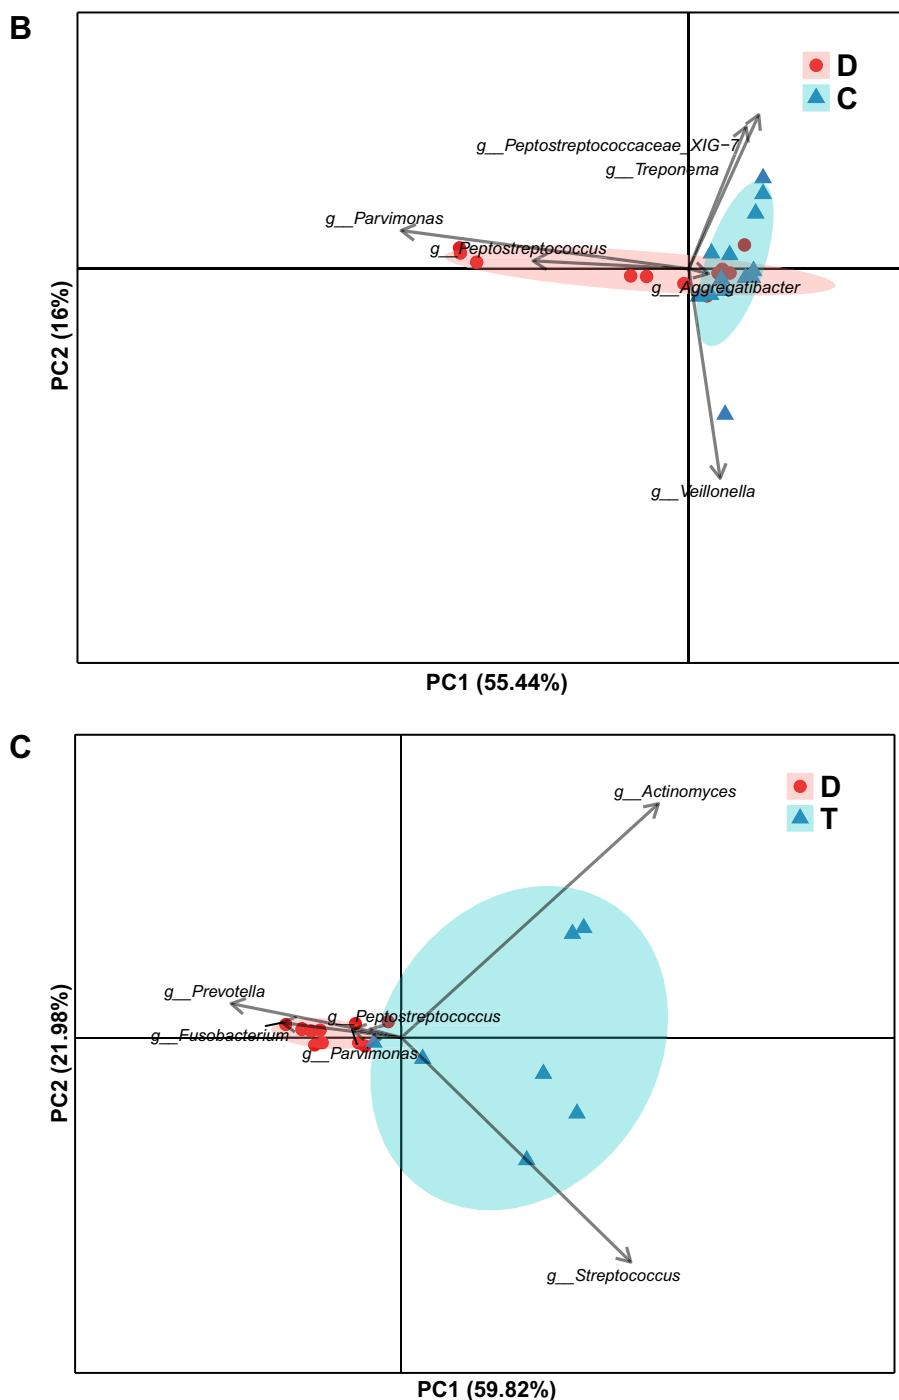 B
D
C
g__Peptostreptococcaceae_XIG−7
g__Treponema
g__Parvimonas
g__Peptostreptococcus
g__Aggregatibacter
g__Veillonella
PC2 (16%)
PC1 (55.44%)
C
D
T
g__Actinomyces
g__Prevotella
g__Peptostreptococcus
g__Fusobacterium
g__Parvimonas
g__Streptococcus
PC2 (21.98%)
PC1 (59.82%)